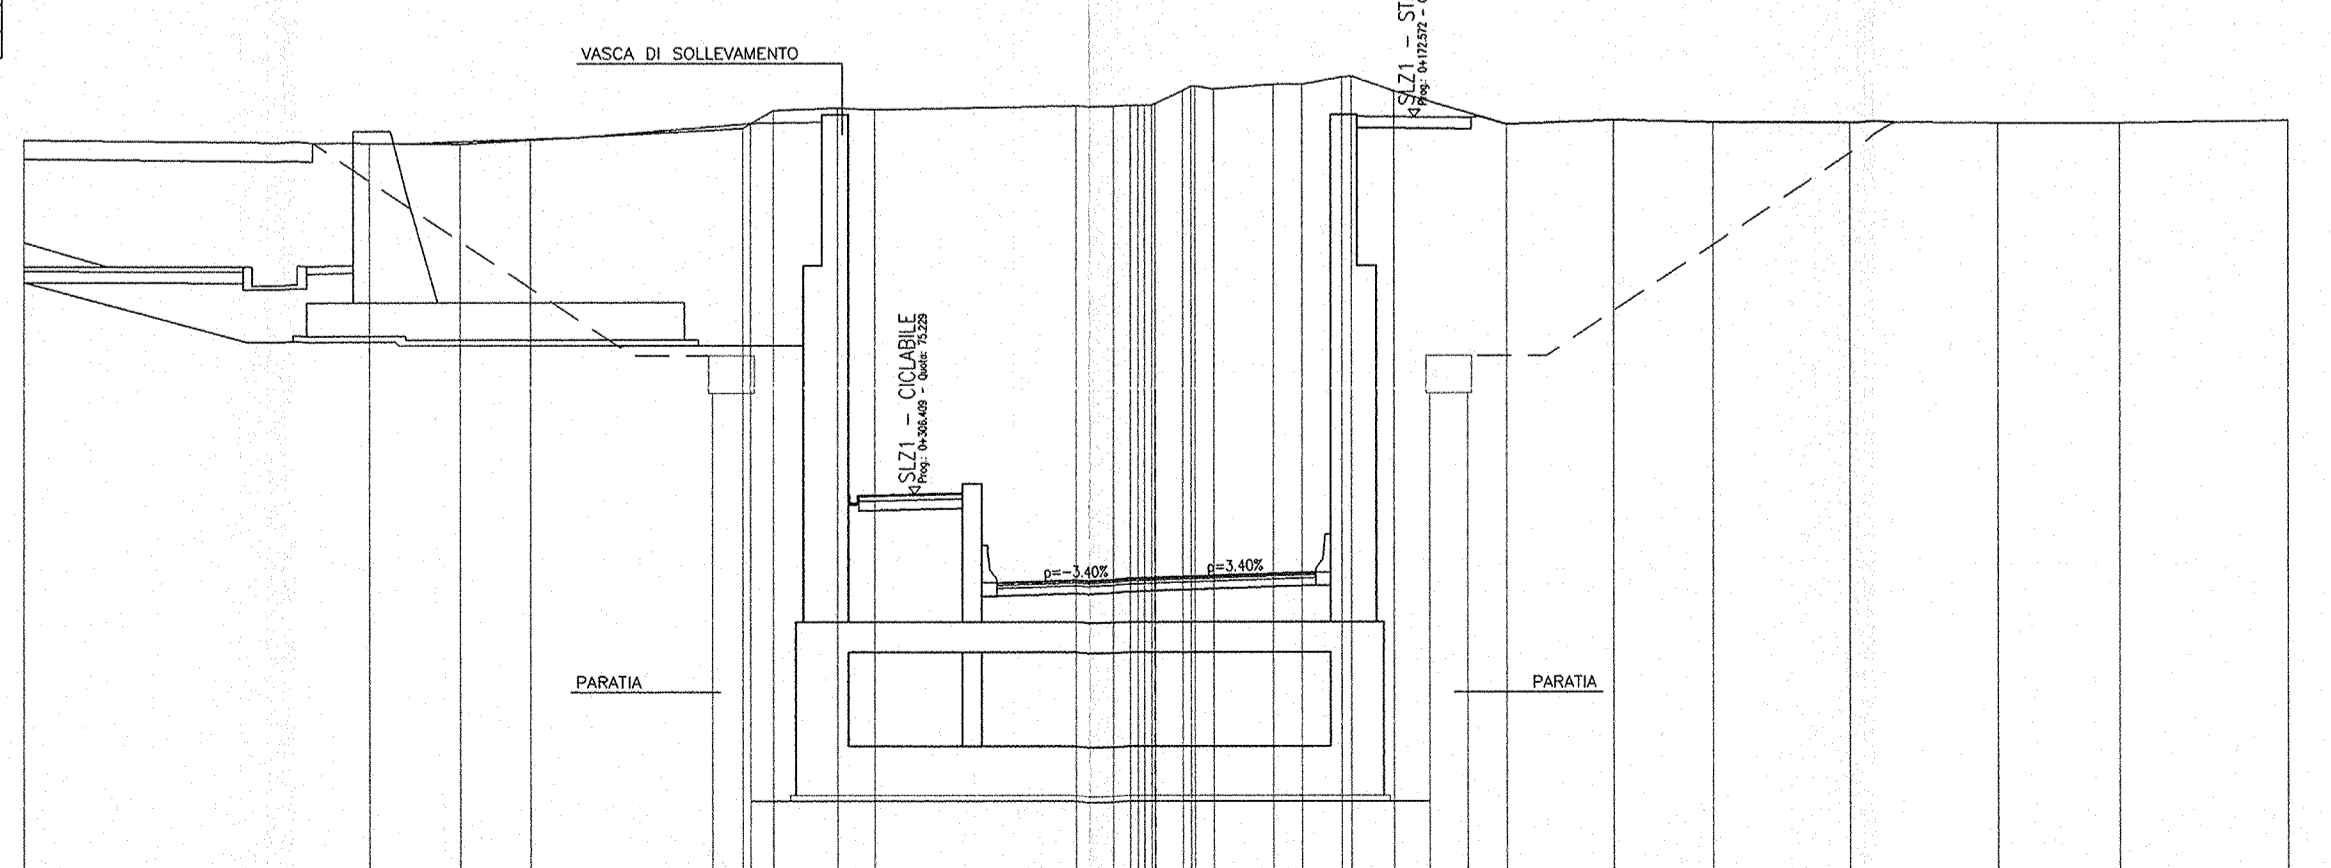 VASCA DI SOLLEVAMENTO
SLZ1 - ST
Prog.: 0+172.572 -
SLZ1 - CICLABILE
Prog.: 0+306.409 - Quota: 75.229
p=-3.40%
p=3.40%
PARATIA
PARATIA